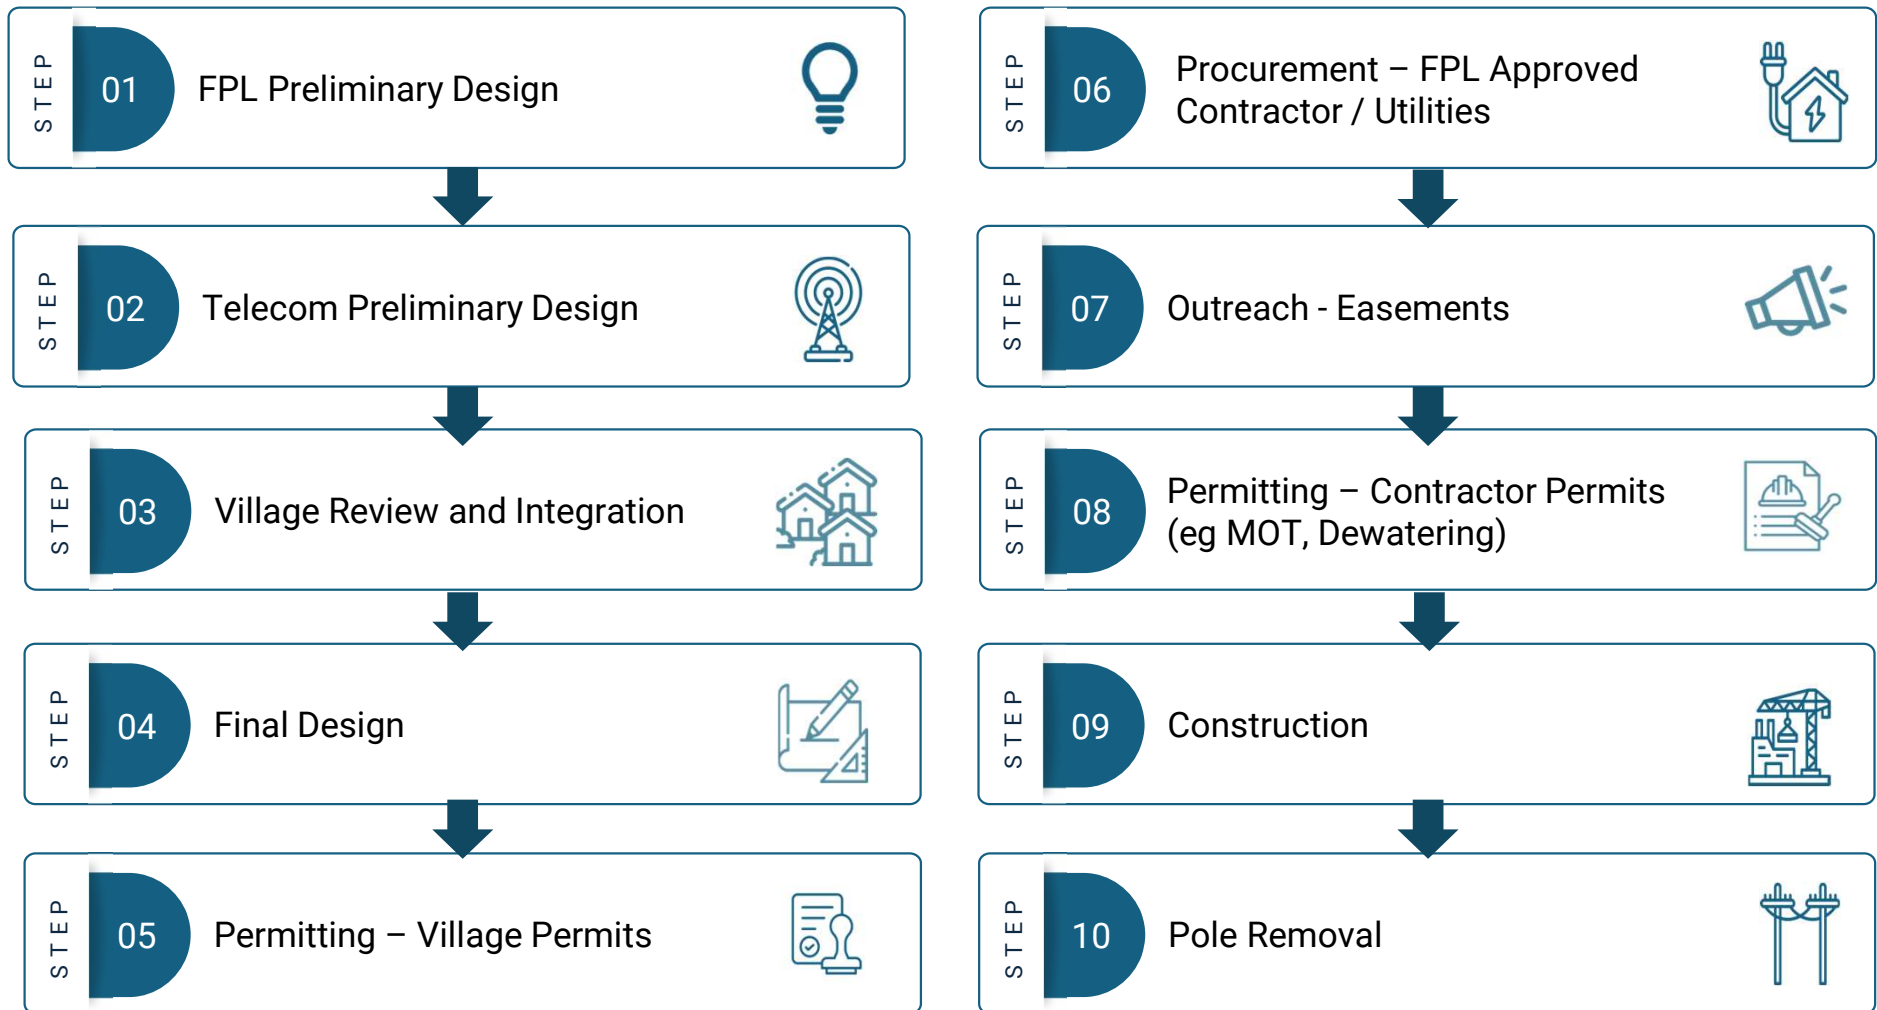 STEP
01
FPL Preliminary Design
STEP
02
Telecom Preliminary Design
STEP
03
Village Review and Integration
STEP
04
Final Design
STEP
05
Permitting – Village Permits
STEP
06
Procurement – FPL Approved
Contractor / Utilities
STEP
07
Outreach - Easements
STEP
08
Permitting – Contractor Permits
(eg MOT, Dewatering)
STEP
09
Construction
STEP
10
Pole Removal